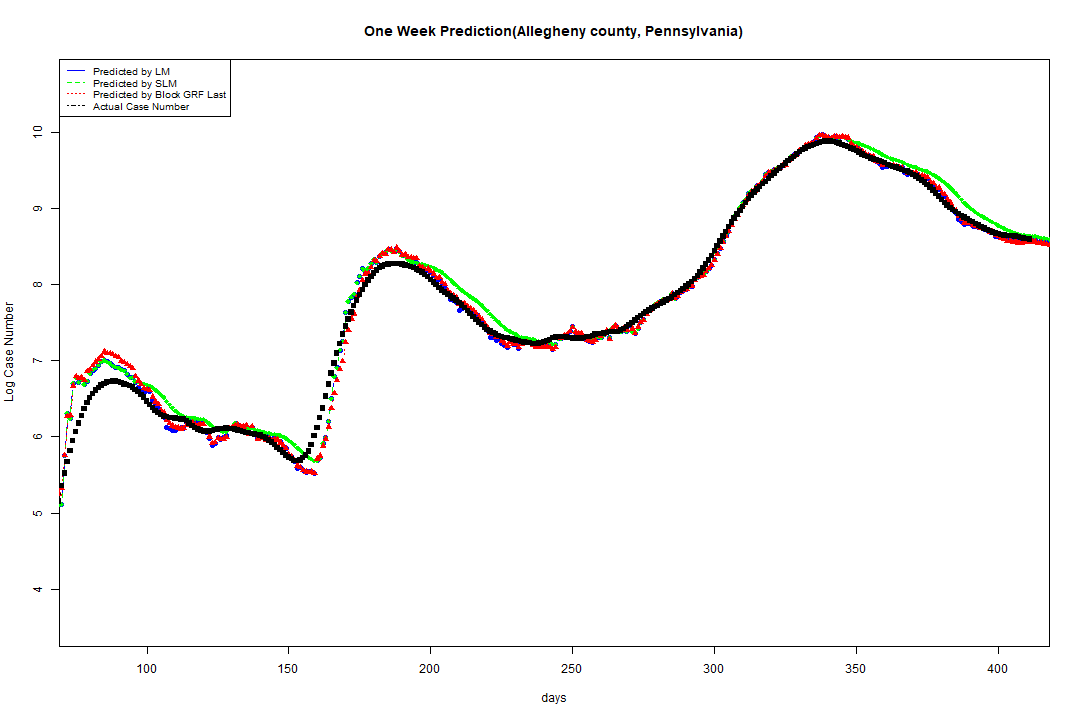 One Week Prediction(Allegheny county, Pennsylvania)
Predicted by LM
Predicted by SLM
Predicted by Block GRF Last
Actual Case Number
Log Case Number
10
9
8
7
6
5
4
100 150 200 250 300 350 400
days